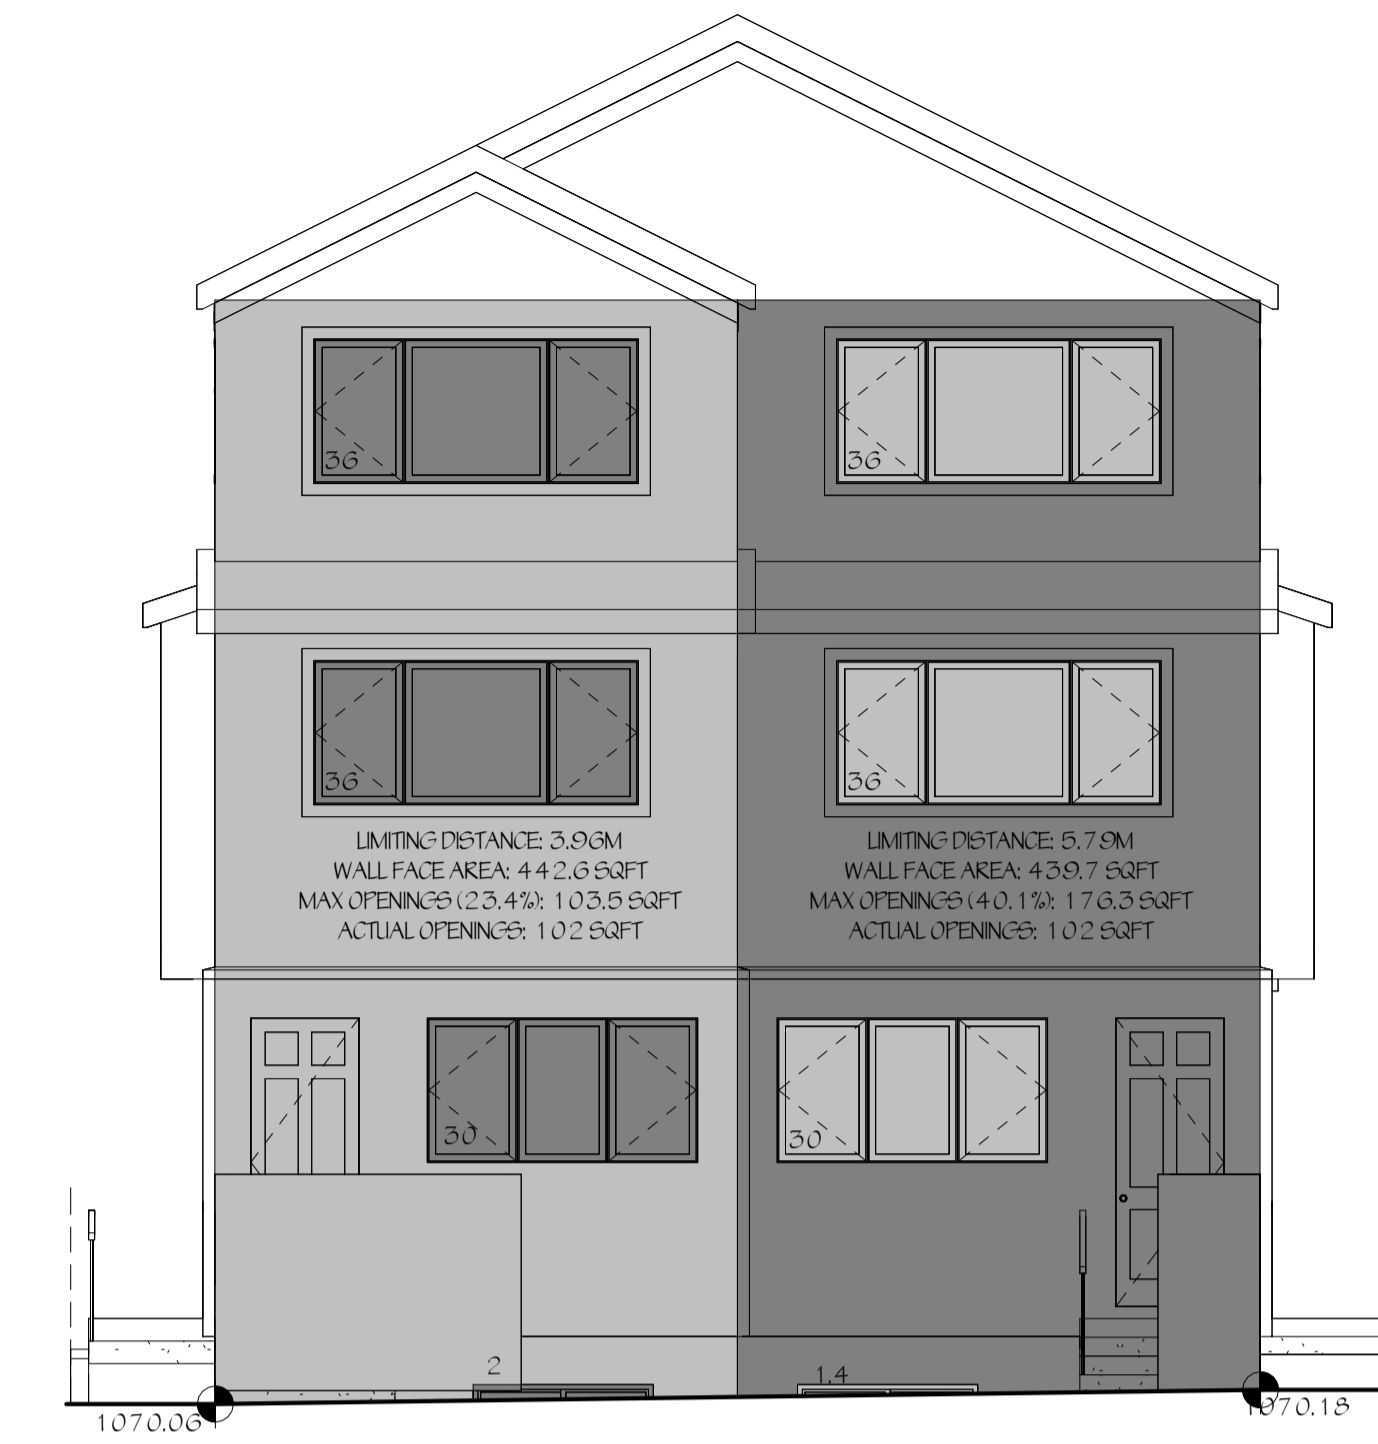 36
36
36
36
LIMITING DISTANCE: 3.96M
WALL FACE AREA: 442.6 SQFT
MAX OPENINGS (23.4%): 103.5 SQFT
ACTUAL OPENINGS: 102 SQFT
LIMITING DISTANCE: 5.79M
WALL FACE AREA: 439.7 SQFT
MAX OPENINGS (40.1%): 176.3 SQFT
ACTUAL OPENINGS: 102 SQFT
30
30
2
1.4
1070.06
1070.18